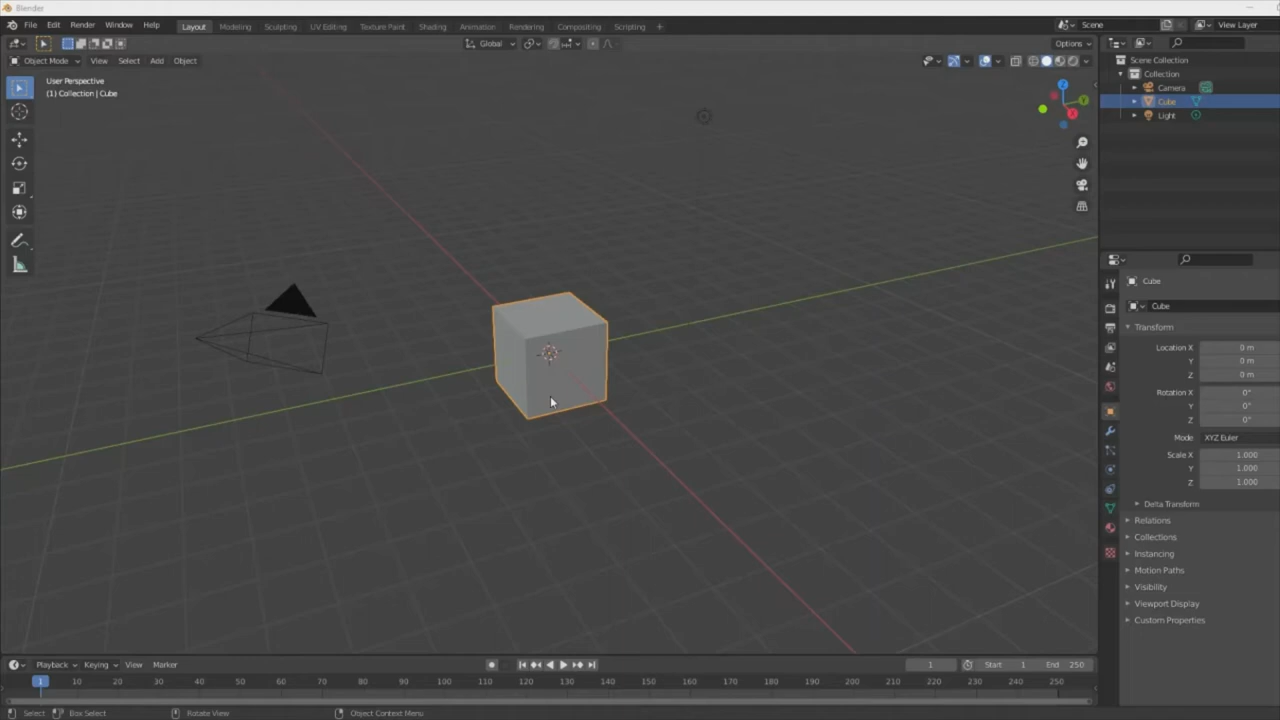 Blender
File Edit Render Window Help Layout Modeling Sculpting UV Editing Texture Paint Shading Animation Rendering Compositing Scripting + Scene View Layer
Global Options
Object Mode View Select Add Object
User Perspective
(1) Collection | Cube
Z
Y
X
Scene Collection
Collection
Camera
Cube
Light
Cube
Cube
Transform
Location X 0 m
Y 0 m
Z 0 m
Rotation X 0°
Y 0°
Z 0°
Mode XYZ Euler
Scale X 1.000
Y 1.000
Z 1.000
Delta Transform
Relations
Collections
Instancing
Motion Paths
Visibility
Viewport Display
Custom Properties
Playback Keying View Marker 1 Start 1 End 250
1 10 20 30 40 50 60 70 80 90 100 110 120 130 140 150 160 170 180 190 200 210 220 230 240 250
Select Box Select Rotate View Object Context Menu